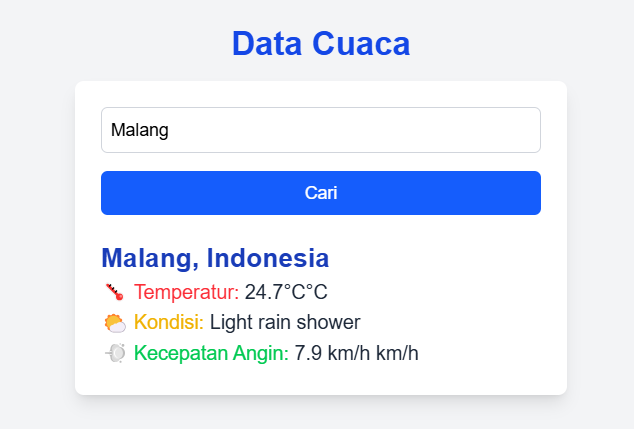 Data Cuaca
Malang
Cari
Malang, Indonesia
Temperatur: 24.7°C°C
Kondisi: Light rain shower
Kecepatan Angin: 7.9 km/h km/h